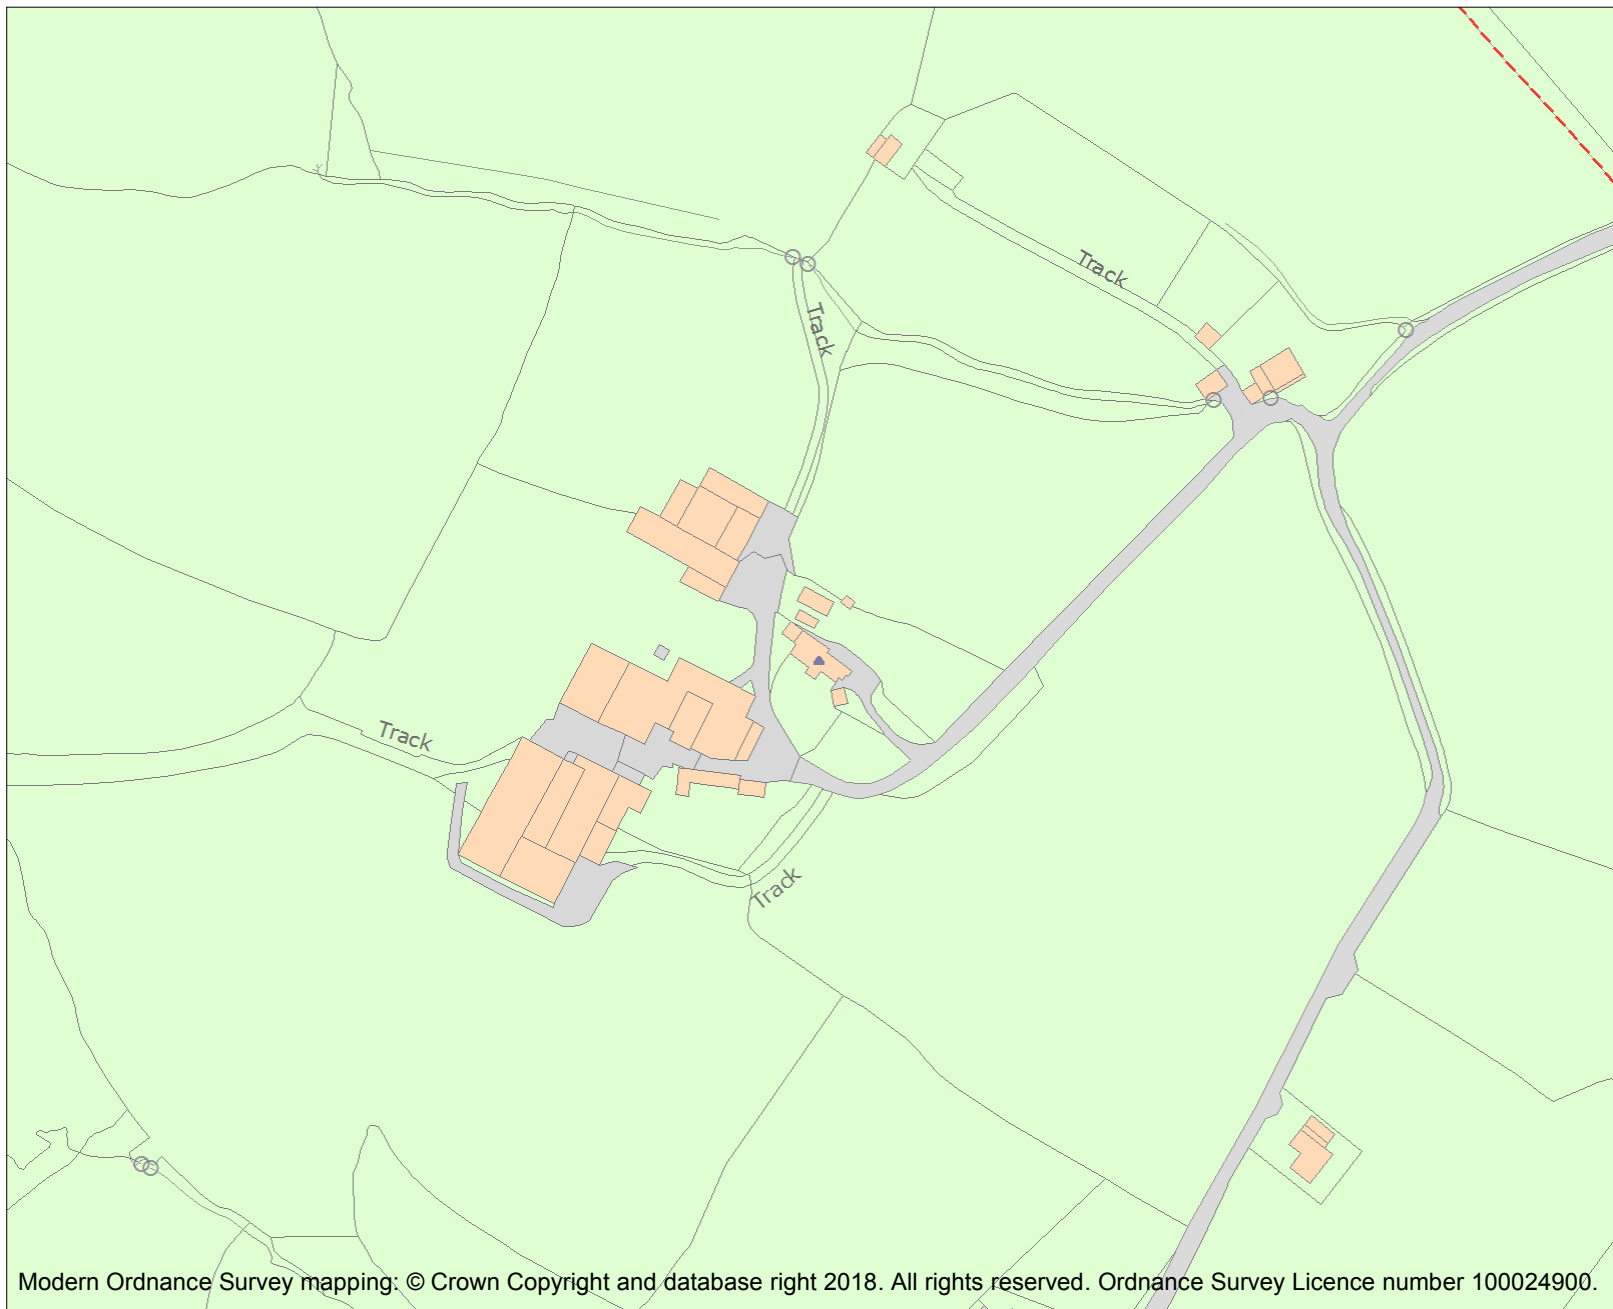 Track
Track
Track
Track
Modern Ordnance Survey mapping: © Crown Copyright and database right 2018. All rights reserved. Ordnance Survey Licence number 100024900.